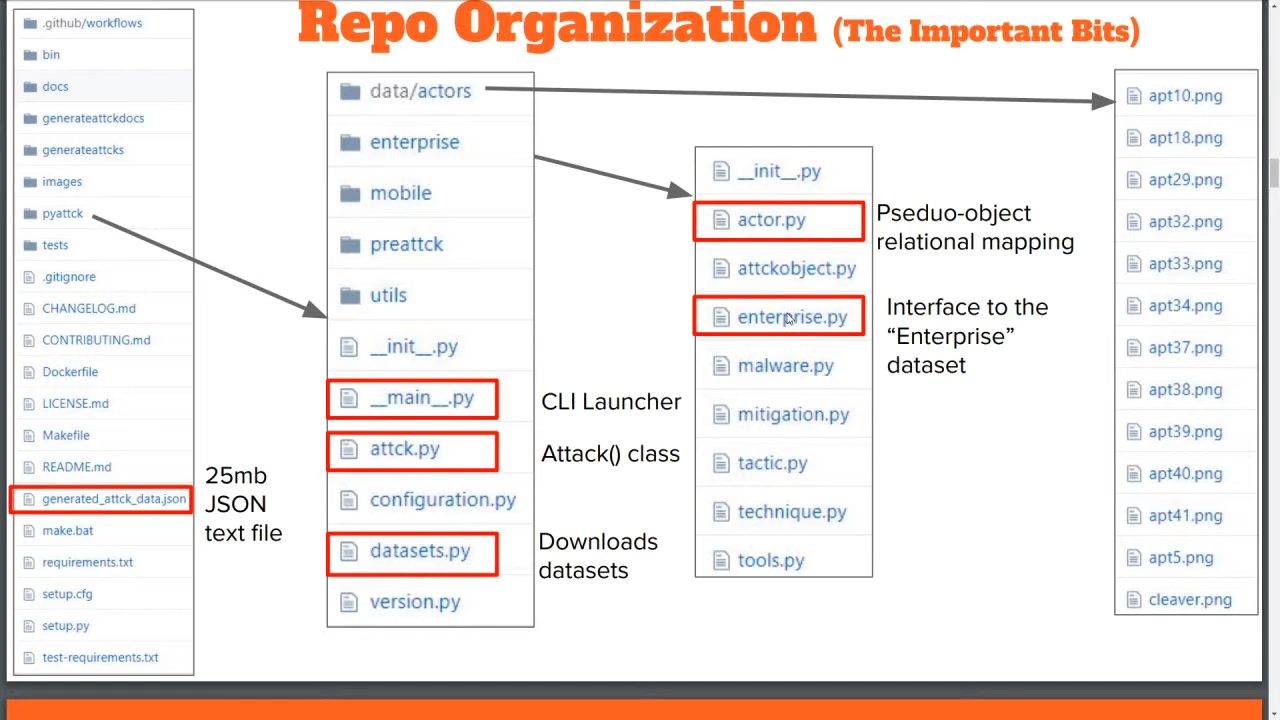 Repo Organization (The Important Bits)
.github/workflows
bin
docs
generateattckdocs
generateattcks
images
pyattck
tests
.gitignore
CHANGELOG.md
CONTRIBUTING.md
Dockerfile
LICENSE.md
Makefile
README.md
generated_attck_data.json
make.bat
requirements.txt
setup.cfg
setup.py
test-requirements.txt
25mb
JSON
text file
data/actors
enterprise
mobile
preattck
utils
__init__.py
__main__.py
attck.py
configuration.py
datasets.py
version.py
CLI Launcher
Attack() class
Downloads
datasets
__init__.py
actor.py
attckobject.py
enterprise.py
malware.py
mitigation.py
tactic.py
technique.py
tools.py
Pseduo-object
relational mapping
Interface to the
“Enterprise”
dataset
apt10.png
apt18.png
apt29.png
apt32.png
apt33.png
apt34.png
apt37.png
apt38.png
apt39.png
apt40.png
apt41.png
apt5.png
cleaver.png